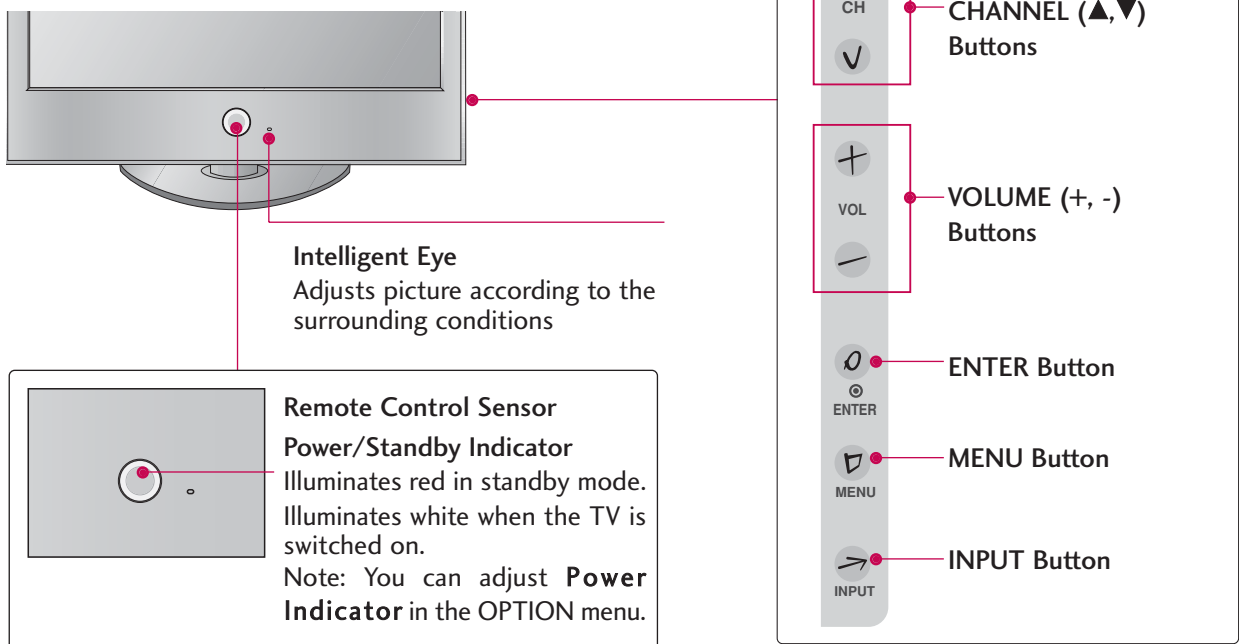 Intelligent Eye
Adjusts picture according to the
surrounding conditions
Remote Control Sensor
Power/Standby Indicator
Illuminates red in standby mode.
Illuminates white when the TV is
switched on.
Note: You can adjust Power
Indicator in the OPTION menu.
CH
CHANNEL (▲,▼)
Buttons
VOL
VOLUME (+, -)
Buttons
ENTER
ENTER Button
MENU
MENU Button
INPUT
INPUT Button